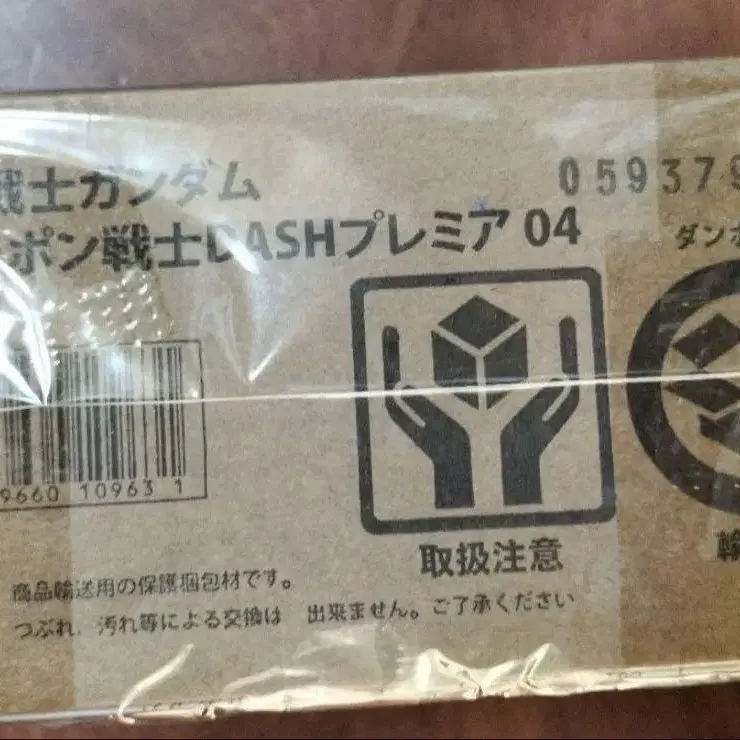 戦士ガンダム
059379
ポン戦士DASHプレミア 04
ダンボ
9660 10963 1
取扱注意
輸
商品輸送用の保護梱包材です。
つぶれ、汚れ等による交換は 出来ません。ご了承ください